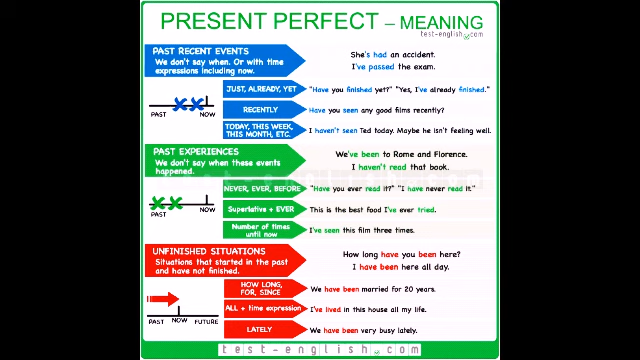 PRESENT PERFECT – MEANING
test-english.com
PAST RECENT EVENTS
We don't say when. Or with time
expressions including now.
She's had an accident.
I've passed the exam.
JUST, ALREADY, YET
"Have you finished yet?" "Yes, I've already finished."
RECENTLY
Have you seen any good films recently?
TODAY, THIS WEEK,
THIS MONTH, ETC.
I haven't seen Ted today. Maybe he isn't feeling well.
PAST
NOW
PAST EXPERIENCES
We don't say when these events
happened.
We've been to Rome and Florence.
I haven't read that book.
NEVER, EVER, BEFORE
"Have you ever read it?" "I have never read it."
Superlative + EVER
This is the best food I've ever tried.
Number of times
until now
I've seen this film three times.
PAST
NOW
UNFINISHED SITUATIONS
Situations that started in the past
and have not finished.
How long have you been here?
I have been here all day.
HOW LONG,
FOR, SINCE
We have been married for 20 years.
ALL + time expression
I've lived in this house all my life.
LATELY
We have been very busy lately.
PAST
NOW
FUTURE
test-english.com